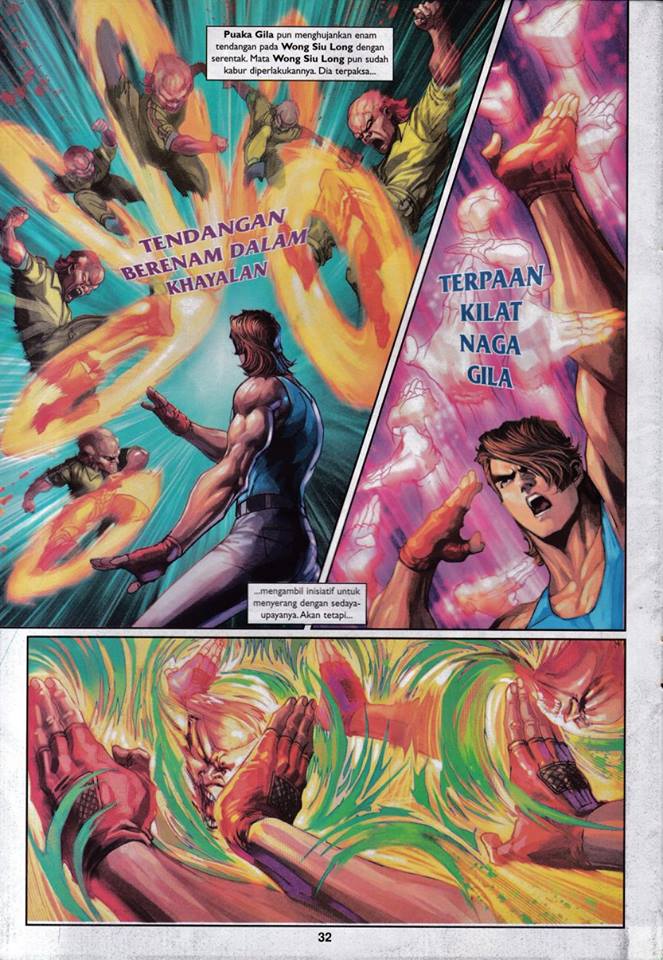 Puaka Gila pun menghujankan enam
tendangan pada Wong Siu Long dengan
serentak. Mata Wong Siu Long pun sudah
kabur diperlakukannya. Dia terpaksa...
TENDANGAN
BERENAM DALAM
KHAYALAN
TERPAAN
KILAT
NAGA
GILA
...mengambil inisiatif untuk
menyerang dengan sedaya-
upayanya. Akan tetapi...
32